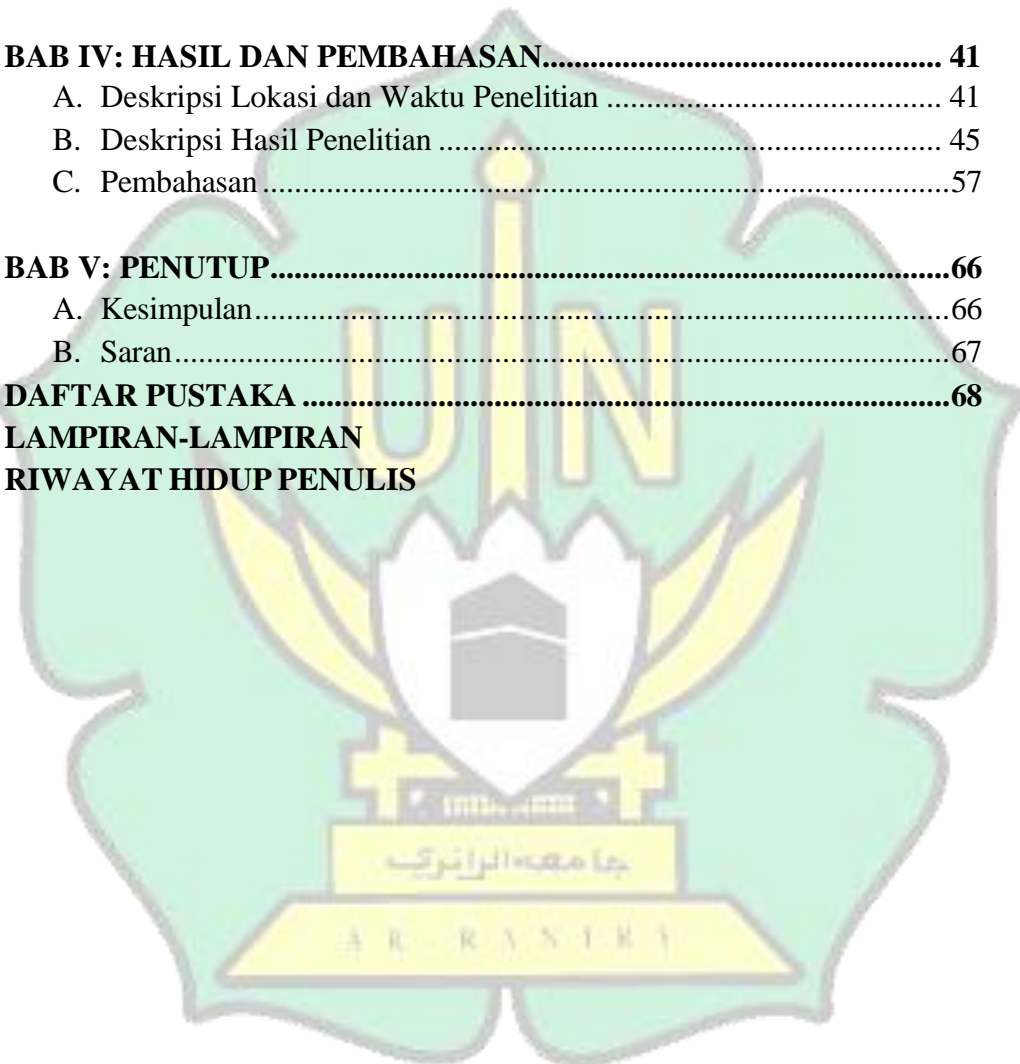 BAB IV: HASIL DAN PEMBAHASAN................................................. 41
A. Deskripsi Lokasi dan Waktu Penelitian ......................................... 41
B. Deskripsi Hasil Penelitian .............................................................. 45
C. Pembahasan....................................................................................57
BAB V: PENUTUP...................................................................................66
A. Kesimpulan.....................................................................................66
B. Saran...............................................................................................67
DAFTAR PUSTAKA ...............................................................................68
LAMPIRAN-LAMPIRAN
RIWAYAT HIDUP PENULIS
UIN
جامعة الرانري
AR-RANIRY